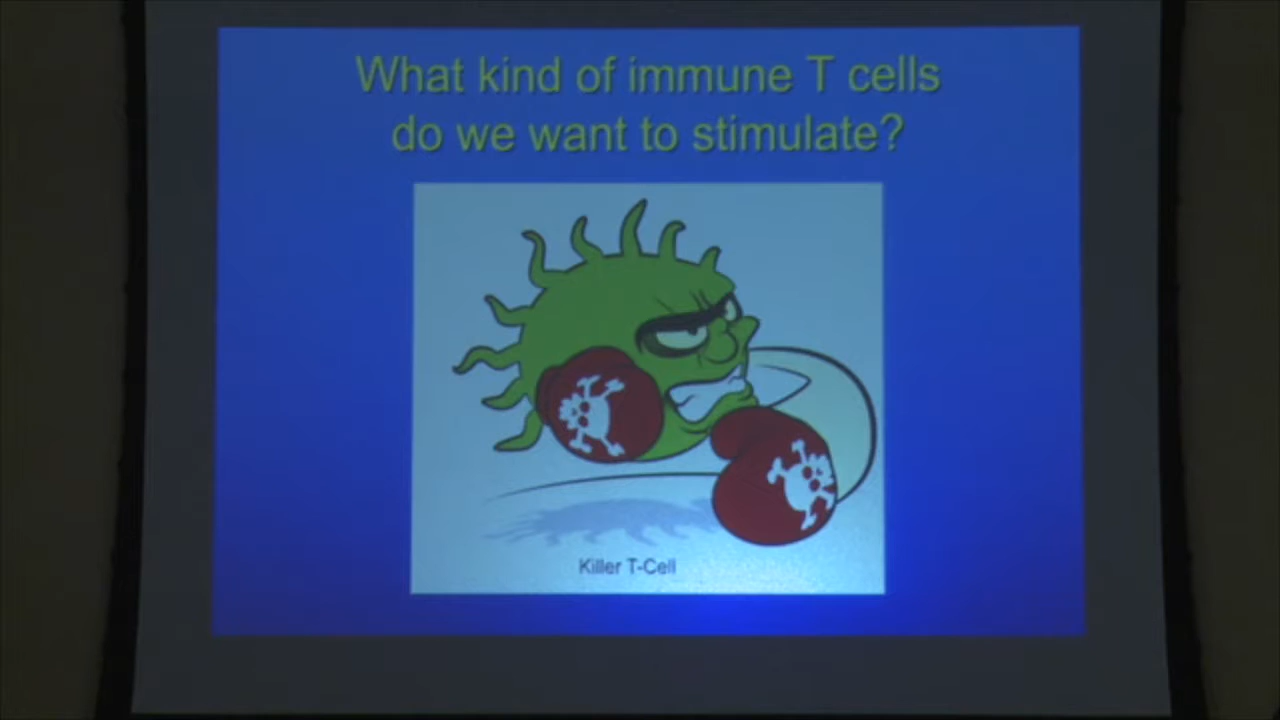 What kind of immune T cells
do we want to stimulate?
Killer T-Cell